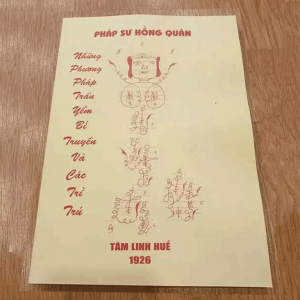 PHÁP SƯ HỒNG QUÂN
Những
Phương
Pháp
Trấn
Yểm
Bí
Truyền
Và
Các
Trì
Trú
TÂM LINH HUẾ
1926